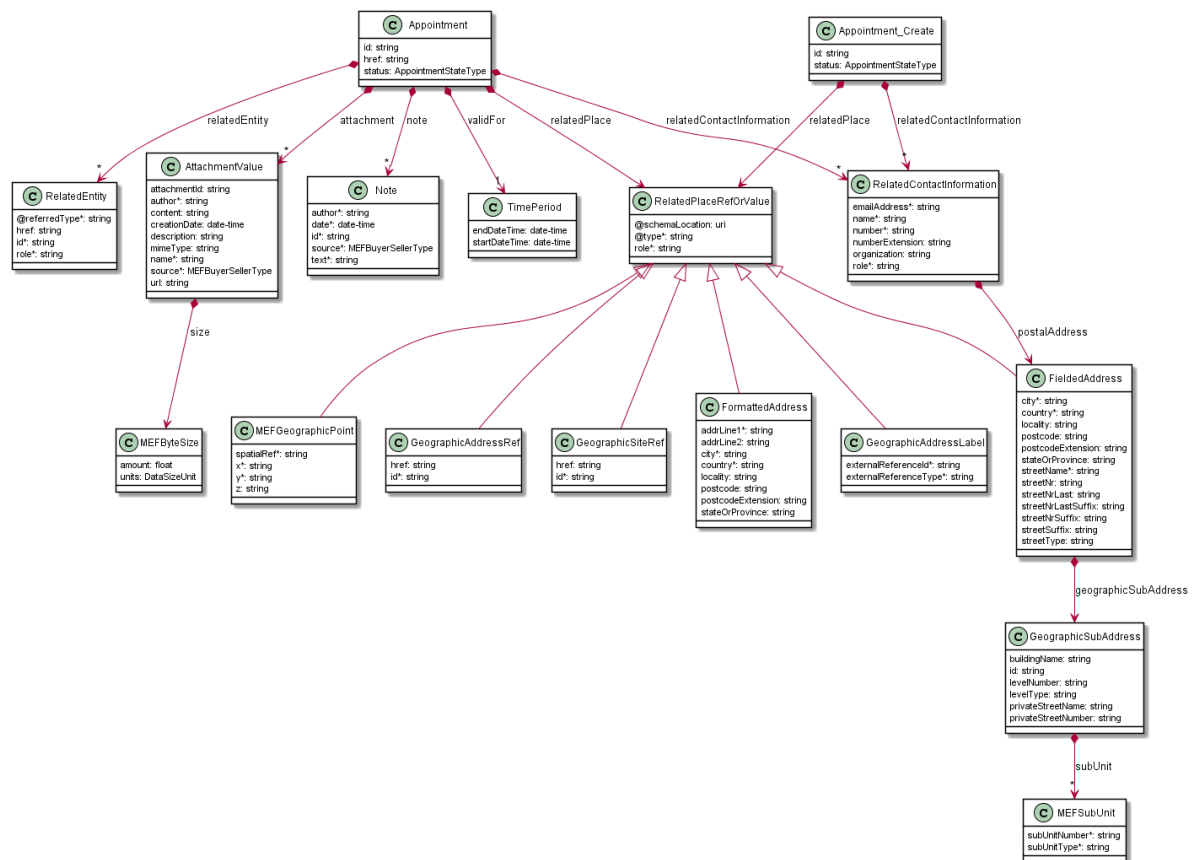 C Appointment
id: string
href: string
status: AppointmentStateType
C Appointment_Create
id: string
status: AppointmentStateType
relatedEntity
attachment
note
validFor
relatedPlace
relatedContactInformation
relatedPlace
relatedContactInformation
*
*
*
1
*
*
C RelatedEntity
@referredType*: string
href: string
id*: string
role*: string
C AttachmentValue
attachmentId: string
author*: string
content: string
creationDate: date-time
description: string
mimeType: string
name*: string
source*: MEFBuyerSellerType
url: string
C Note
author*: string
date*: date-time
id*: string
source*: MEFBuyerSellerType
text*: string
C TimePeriod
endDateTime: date-time
startDateTime: date-time
C RelatedPlaceRefOrValue
@schemaLocation: uri
@type*: string
role*: string
C RelatedContactInformation
emailAddress*: string
name*: string
number*: string
numberExtension: string
organization: string
role*: string
size
postalAddress
C MEFByteSize
amount: float
units: DataSizeUnit
C MEFGeographicPoint
spatialRef*: string
x*: string
y*: string
z: string
C GeographicAddressRef
href: string
id*: string
C GeographicSiteRef
href: string
id*: string
C FormattedAddress
addrLine1*: string
addrLine2: string
city*: string
country*: string
locality: string
postcode: string
postcodeExtension: string
stateOrProvince: string
C GeographicAddressLabel
externalReferenceId*: string
externalReferenceType*: string
C FieldedAddress
city*: string
country*: string
locality: string
postcode: string
postcodeExtension: string
stateOrProvince: string
streetName*: string
streetNr: string
streetNrLast: string
streetNrLastSuffix: string
streetNrSuffix: string
streetSuffix: string
streetType: string
geographicSubAddress
C GeographicSubAddress
buildingName: string
id: string
levelNumber: string
levelType: string
privateStreetName: string
privateStreetNumber: string
subUnit
*
C MEFSubUnit
subUnitNumber*: string
subUnitType*: string